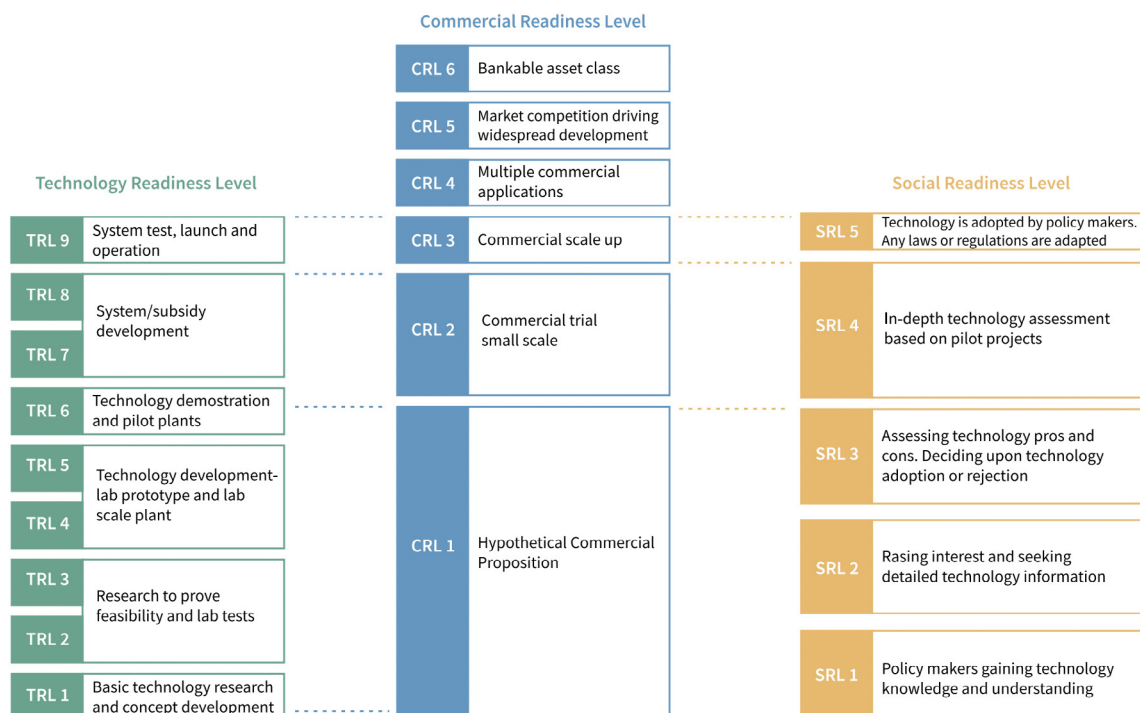 Commercial Readiness Level
CRL 6
Bankable asset class
CRL 5
Market competition driving
widespread development
CRL 4
Multiple commercial
applications
CRL 3
Commercial scale up
CRL 2
Commercial trial
small scale
CRL 1
Hypothetical Commercial
Proposition
Technology Readiness Level
TRL 9
System test, launch and
operation
TRL 8
TRL 7
System/subsidy
development
TRL 6
Technology demostration
and pilot plants
TRL 5
TRL 4
Technology development-
lab prototype and lab
scale plant
TRL 3
TRL 2
Research to prove
feasibility and lab tests
TRL 1
Basic technology research
and concept development
Social Readiness Level
SRL 5
Technology is adopted by policy makers.
Any laws or regulations are adapted
SRL 4
In-depth technology assessment
based on pilot projects
SRL 3
Assessing technology pros and
cons. Deciding upon technology
adoption or rejection
SRL 2
Rasing interest and seeking
detailed technology information
SRL 1
Policy makers gaining technology
knowledge and understanding